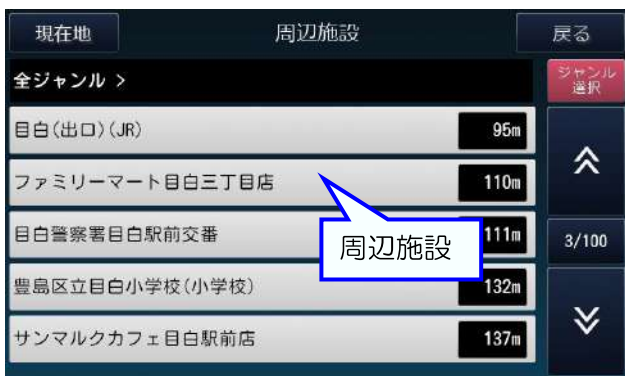 現在地 周辺施設 戻る
全ジャンル >
ジャンル
選択
目白(出口)(JR) 95m
ファミリーマート目白三丁目店 110m
目白警察署目白駅前交番 111m
周辺施設
3/100
豊島区立目白小学校(小学校) 132m
サンマルクカフェ目白駅前店 137m